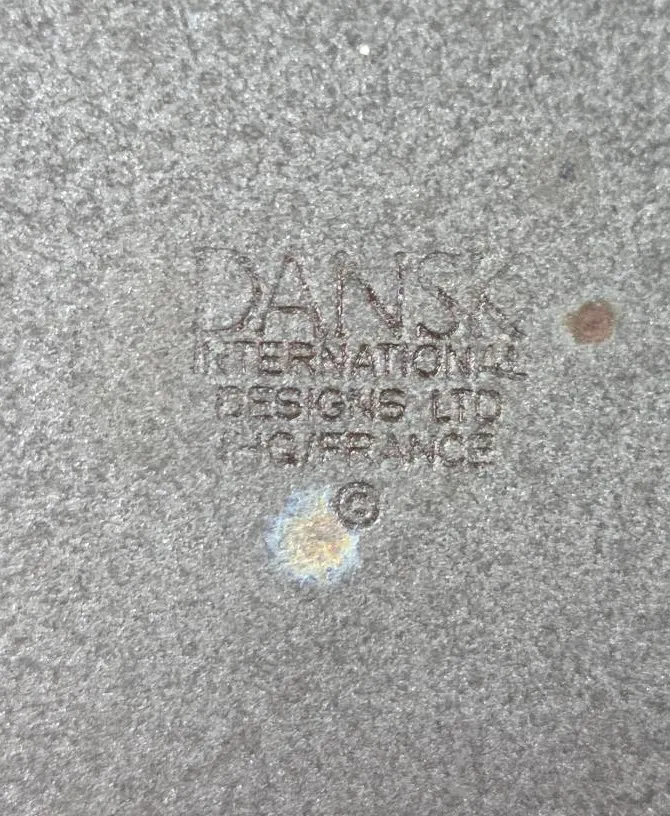 DANSK
INTERNATIONAL
DESIGNS LTD
IHQ/FRANCE
©